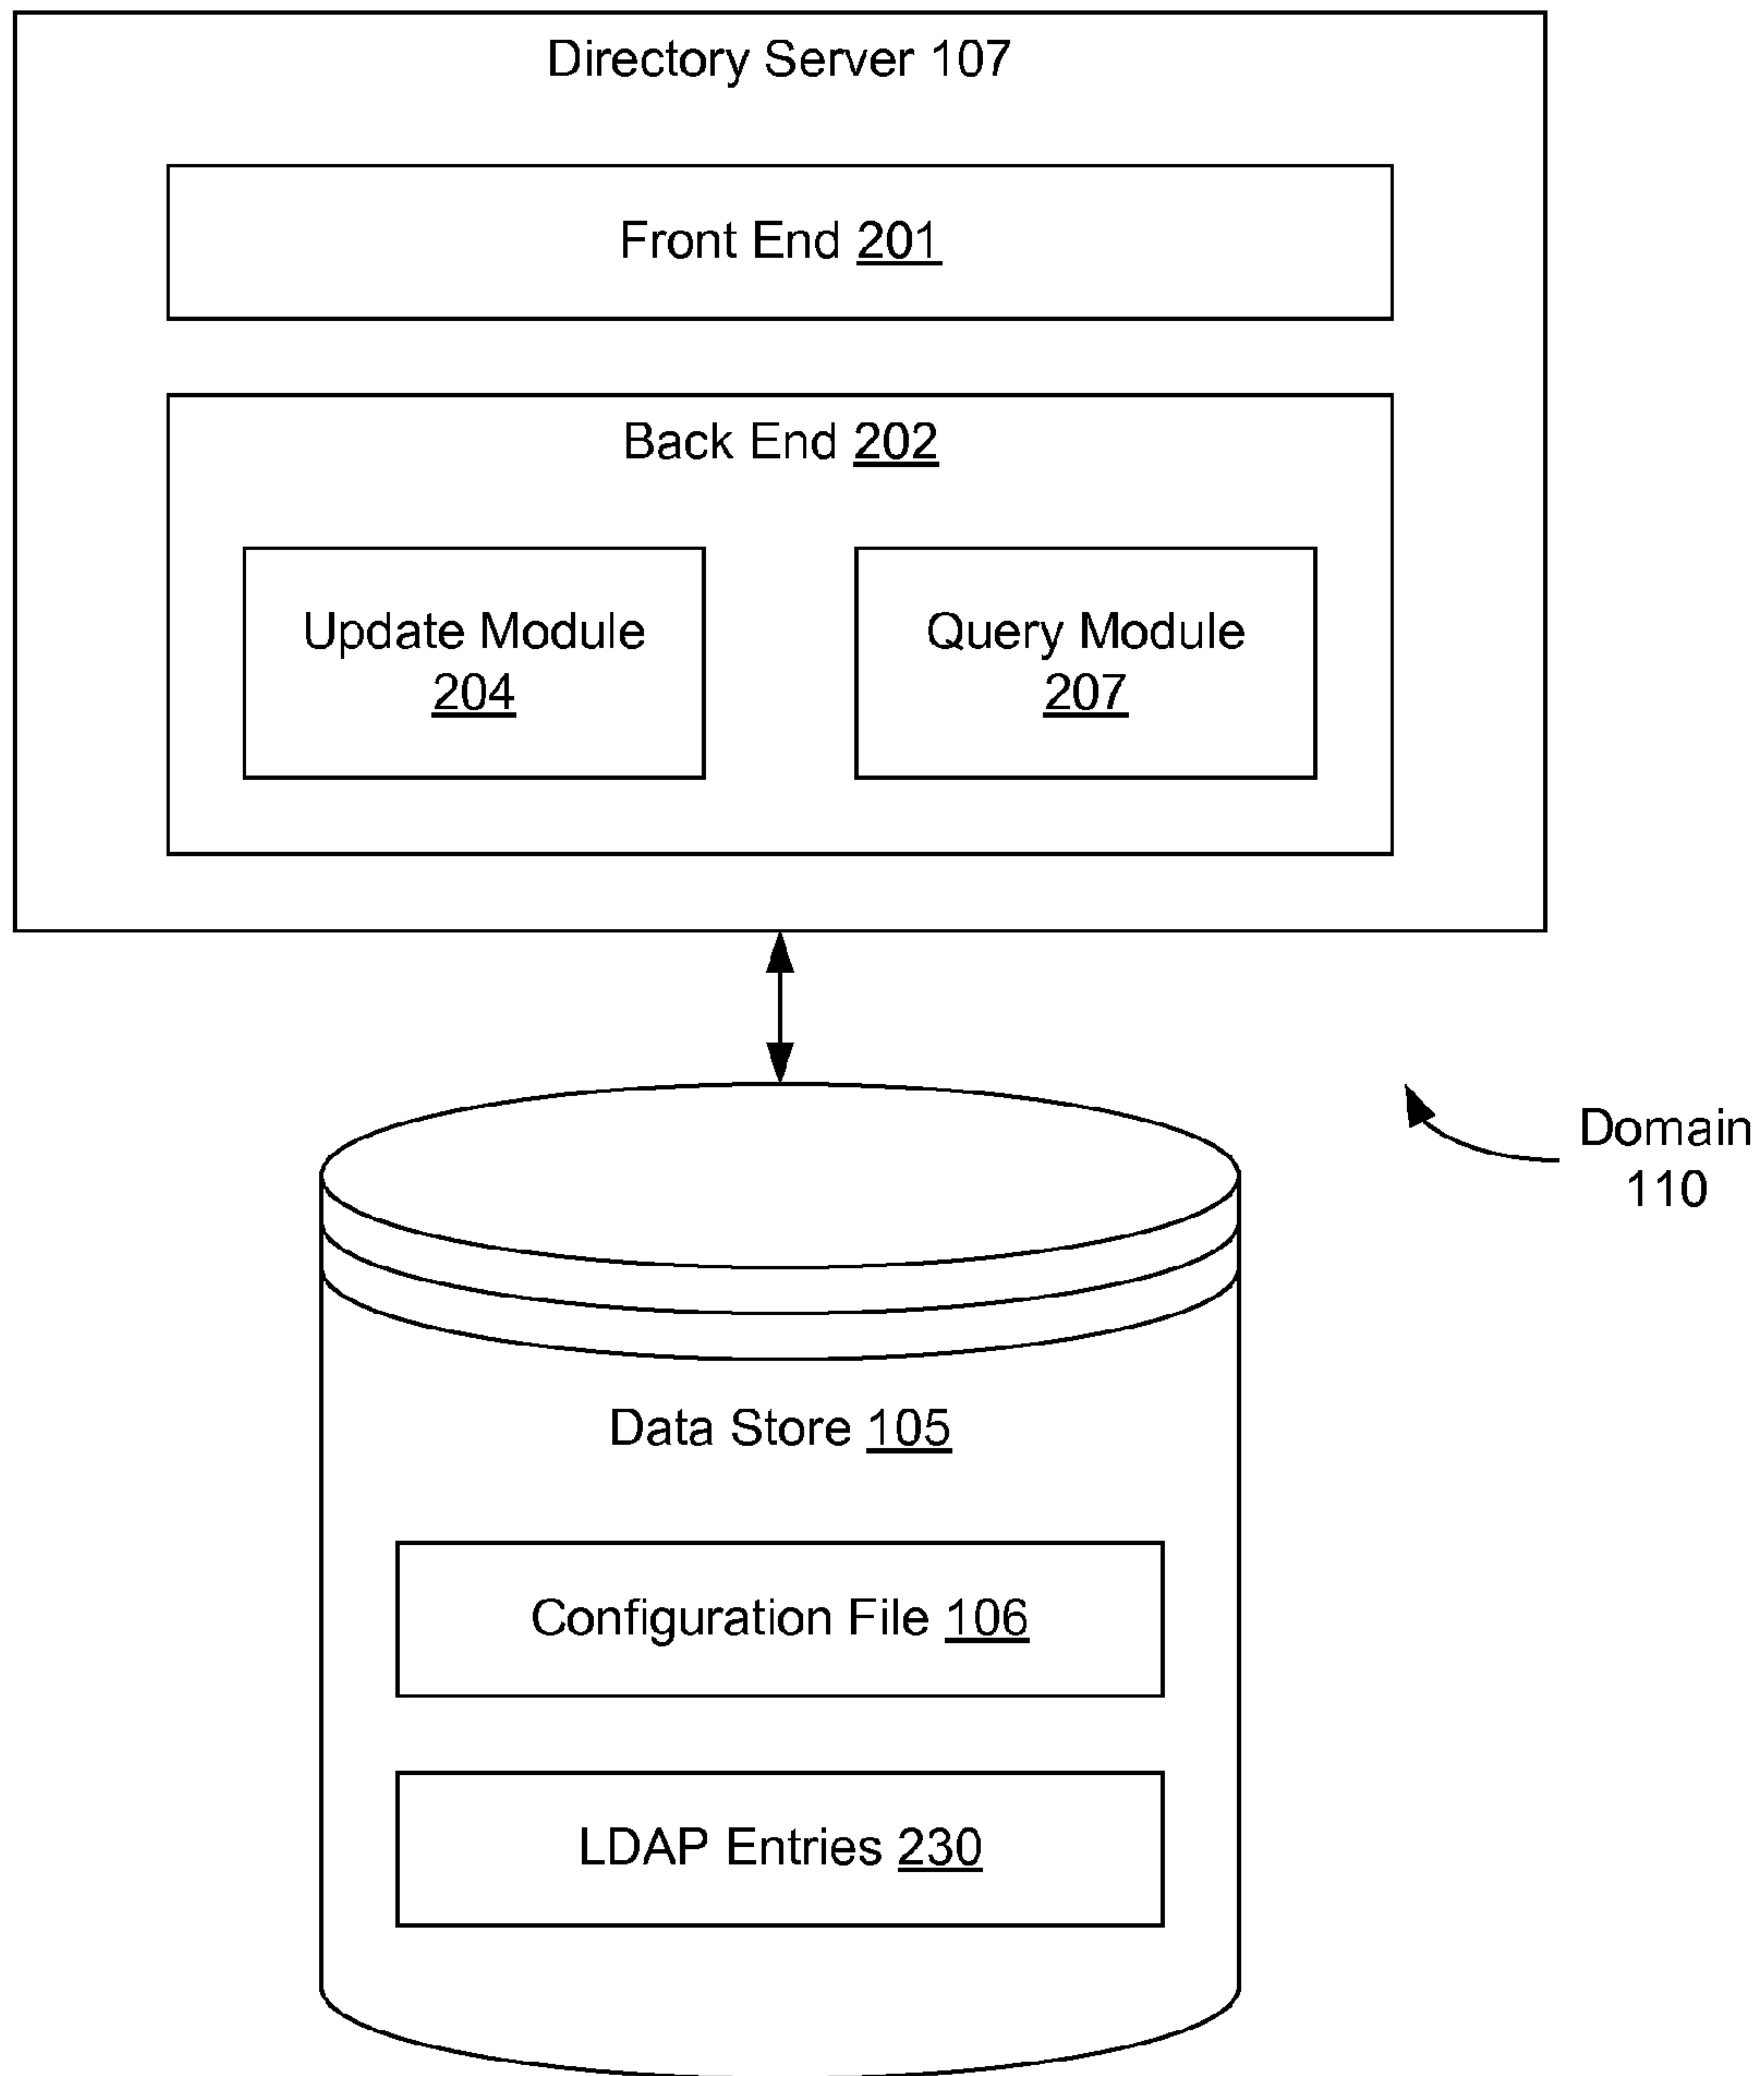 Directory Server 107
Front End 201
Back End 202
Update Module
204
Query Module
207
Domain
110
Data Store 105
Configuration File 106
LDAP Entries 230